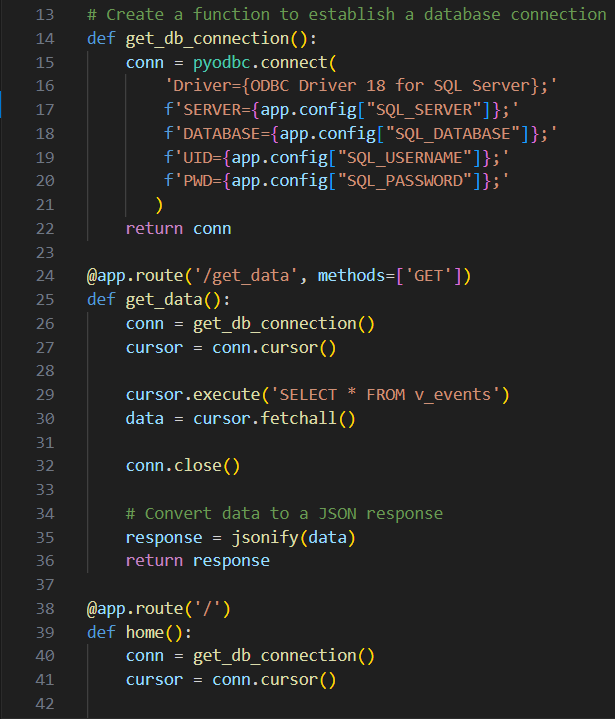 13 # Create a function to establish a database connection
14 def get_db_connection():
15     conn = pyodbc.connect(
16         'Driver={ODBC Driver 18 for SQL Server};'
17         f'SERVER={app.config["SQL_SERVER"]};'
18         f'DATABASE={app.config["SQL_DATABASE"]};'
19         f'UID={app.config["SQL_USERNAME"]};'
20         f'PWD={app.config["SQL_PASSWORD"]};'
21        )
22     return conn
23
24 @app.route('/get_data', methods=['GET'])
25 def get_data():
26     conn = get_db_connection()
27     cursor = conn.cursor()
28
29     cursor.execute('SELECT * FROM v_events')
30     data = cursor.fetchall()
31
32     conn.close()
33
34     # Convert data to a JSON response
35     response = jsonify(data)
36     return response
37
38 @app.route('/')
39 def home():
40     conn = get_db_connection()
41     cursor = conn.cursor()
42